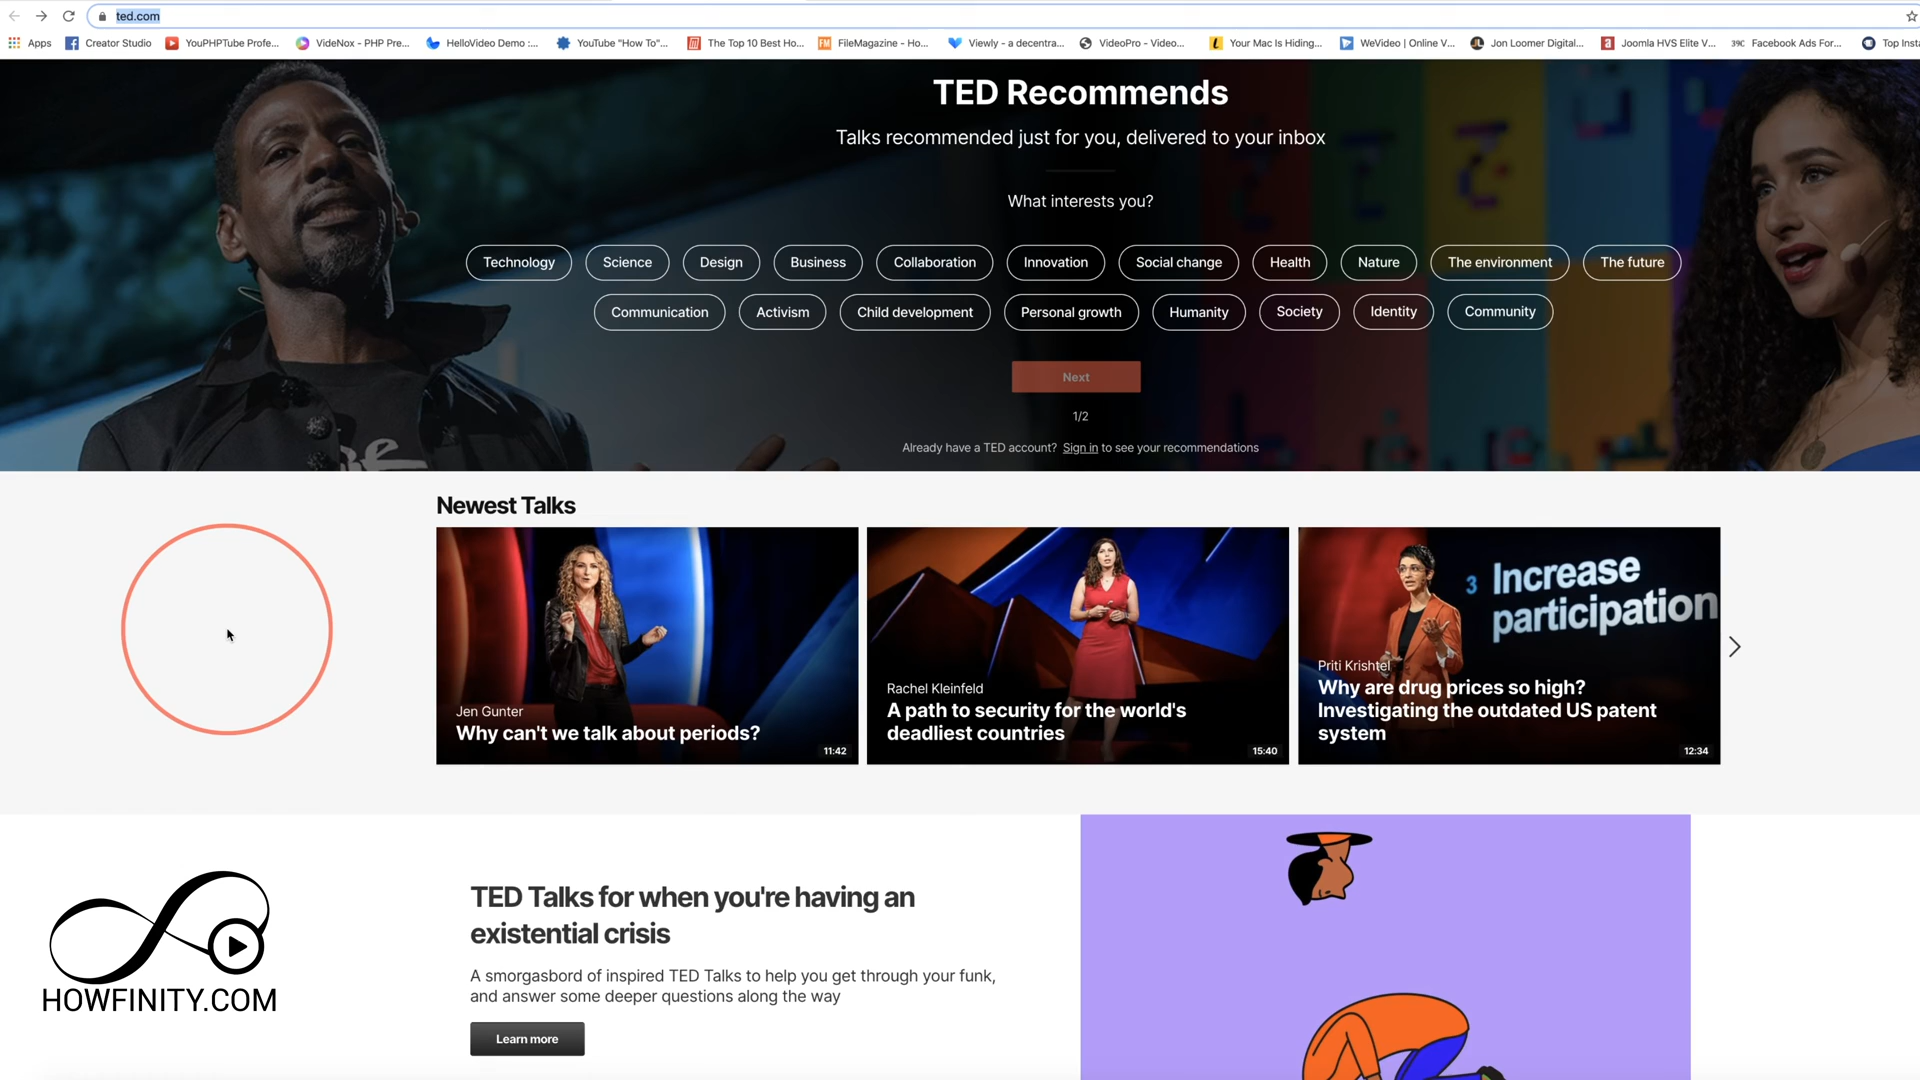 ted.com
Apps
Creator Studio
YouPHPTube Profe...
VideNox - PHP Pre...
HelloVideo Demo :...
YouTube "How To"...
The Top 10 Best Ho...
FileMagazine - Ho...
Viewly - a decentra...
VideoPro - Video...
Your Mac Is Hiding...
WeVideo | Online V...
Jon Loomer Digital...
Joomla HVS Elite V...
Facebook Ads For...
Top Insta
TED Recommends
Talks recommended just for you, delivered to your inbox
What interests you?
Technology
Science
Design
Business
Collaboration
Innovation
Social change
Health
Nature
The environment
The future
Communication
Activism
Child development
Personal growth
Humanity
Society
Identity
Community
Next
1/2
Already have a TED account? Sign in to see your recommendations
Newest Talks
Jen Gunter
Why can't we talk about periods?
11:42
Rachel Kleinfeld
A path to security for the world's
deadliest countries
15:40
3 Increase
participation
Priti Krishtel
Why are drug prices so high?
Investigating the outdated US patent
system
12:34
HOWFINITY.COM
TED Talks for when you're having an
existential crisis
A smorgasbord of inspired TED Talks to help you get through your funk,
and answer some deeper questions along the way
Learn more